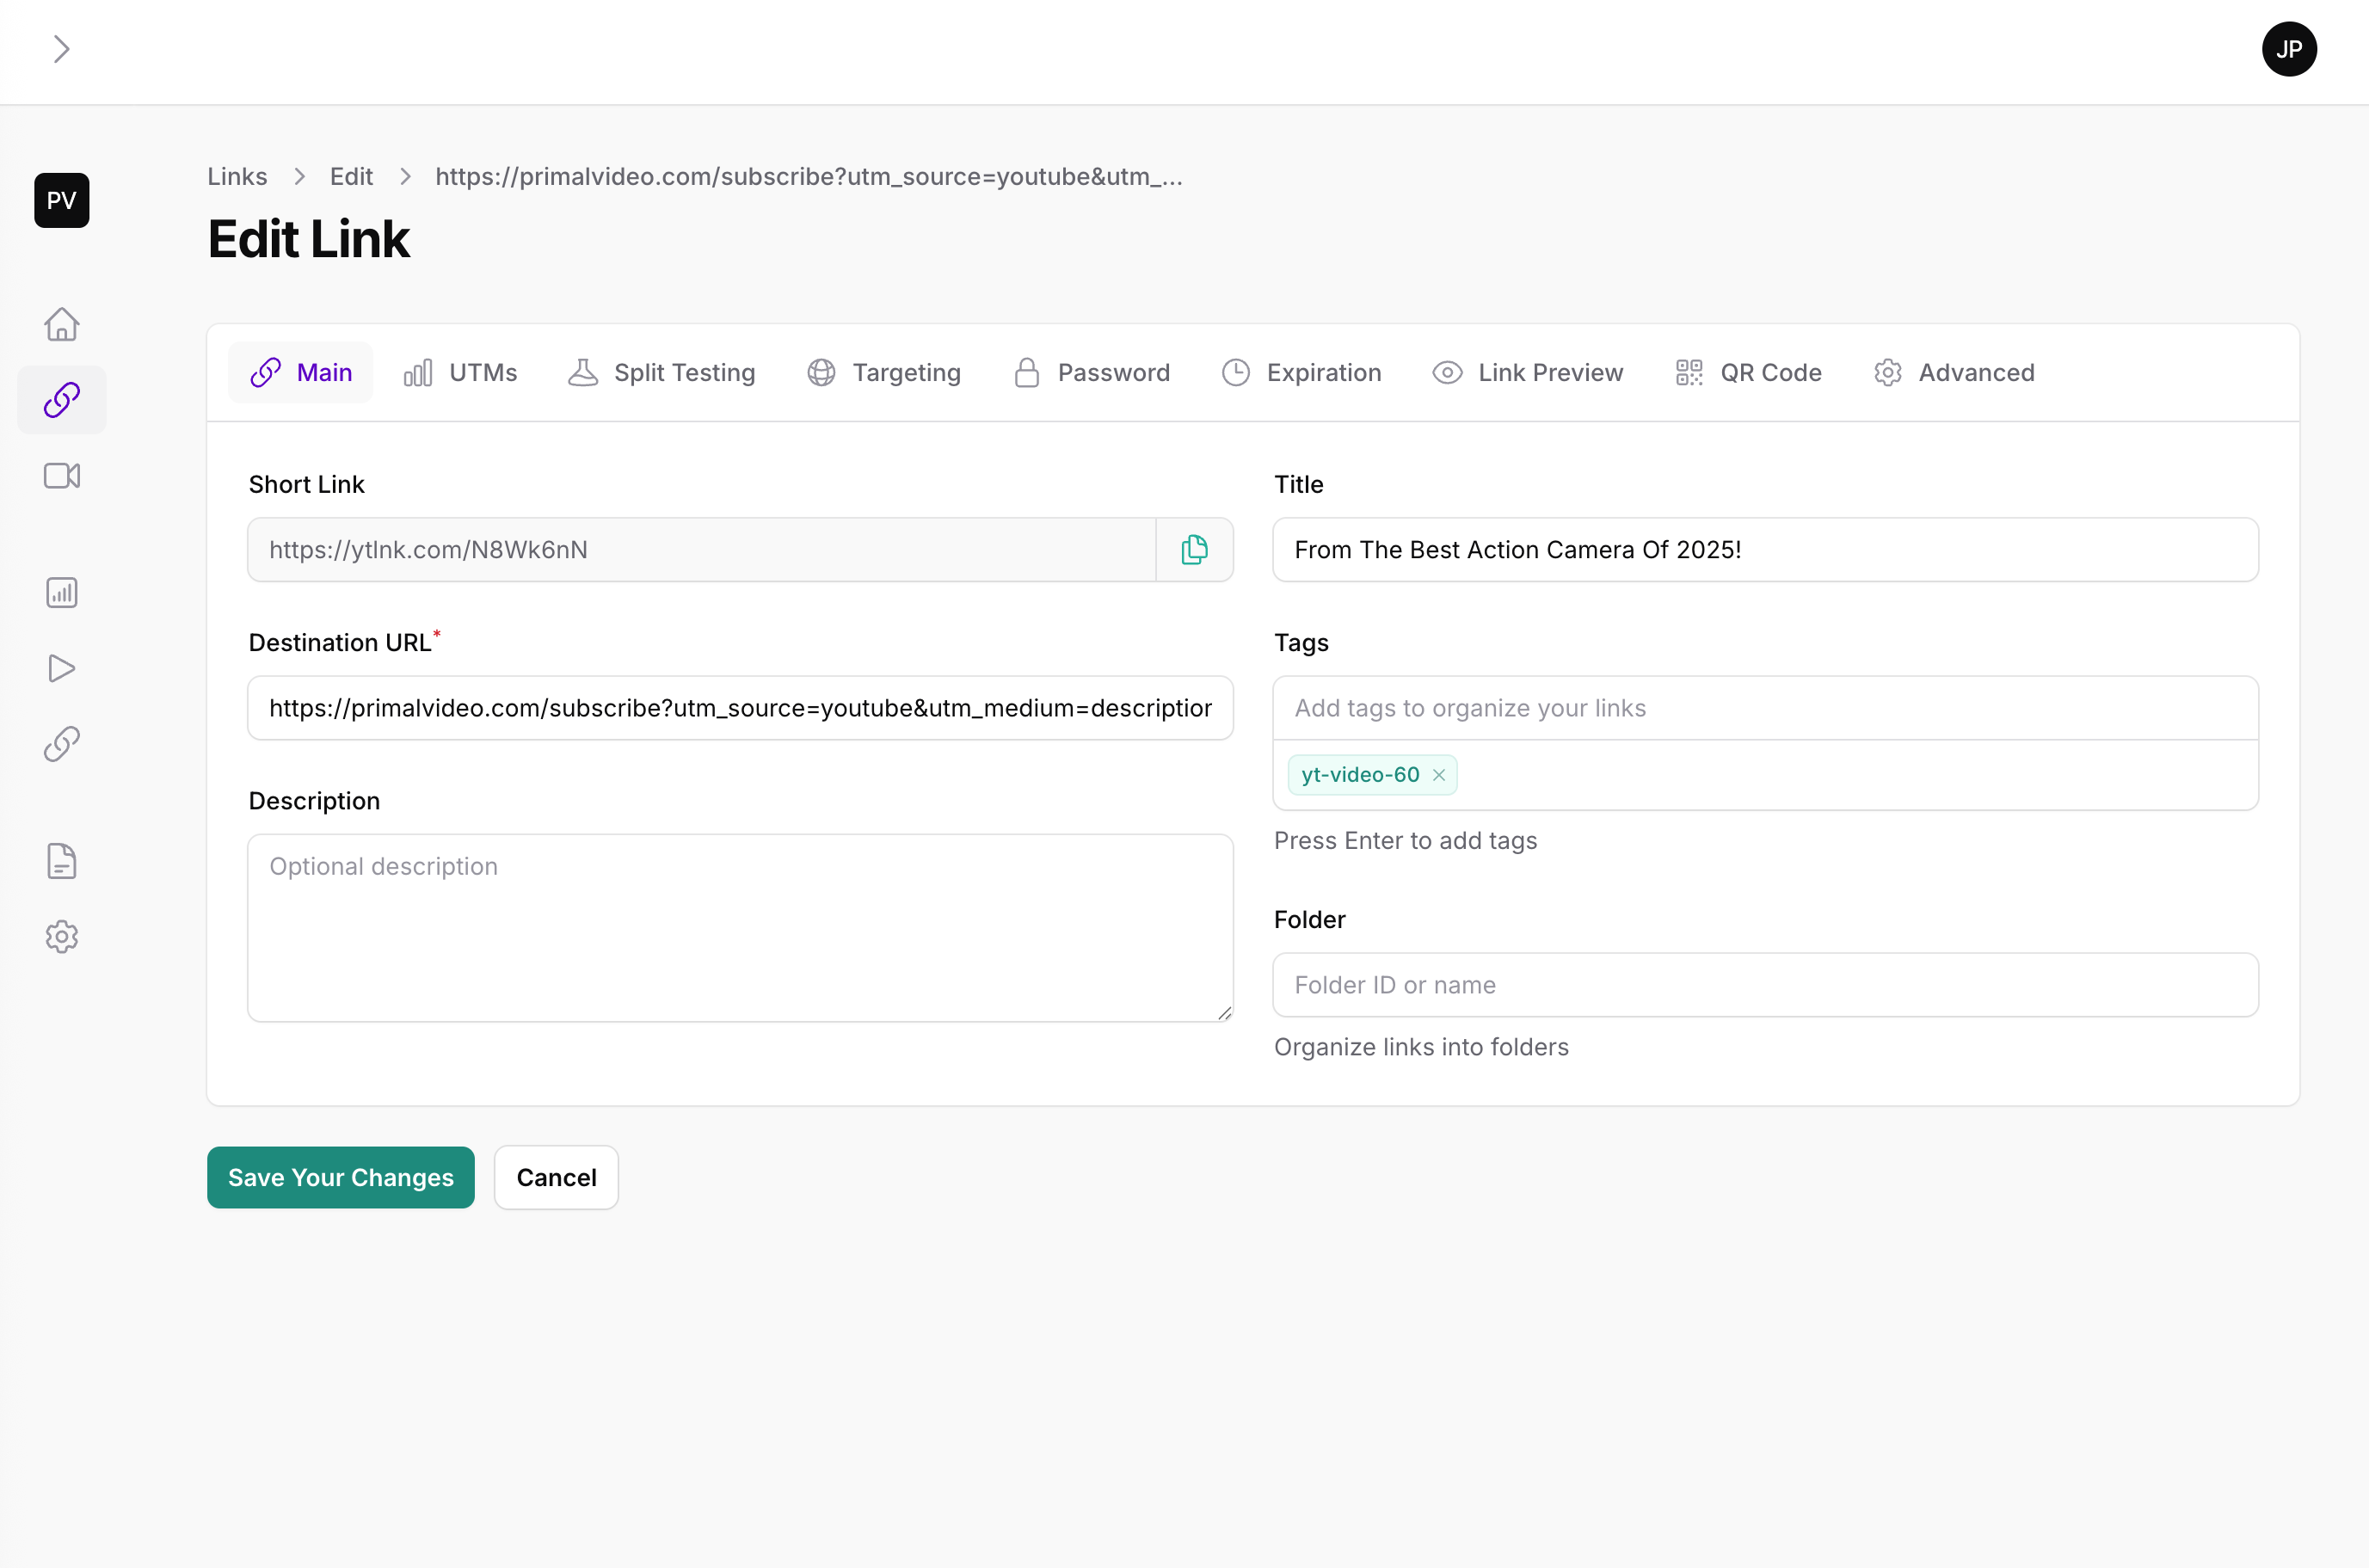 JP
PV
Links > Edit > https://primalvideo.com/subscribe?utm_source=youtube&utm_...
Edit Link
Main UTMs Split Testing Targeting Password Expiration Link Preview QR Code Advanced
Short Link
https://ytlnk.com/N8Wk6nN
Title
From The Best Action Camera Of 2025!
Destination URL*
https://primalvideo.com/subscribe?utm_source=youtube&utm_medium=description
Tags
Add tags to organize your links
yt-video-60 ×
Press Enter to add tags
Description
Optional description
Folder
Folder ID or name
Organize links into folders
Save Your Changes
Cancel